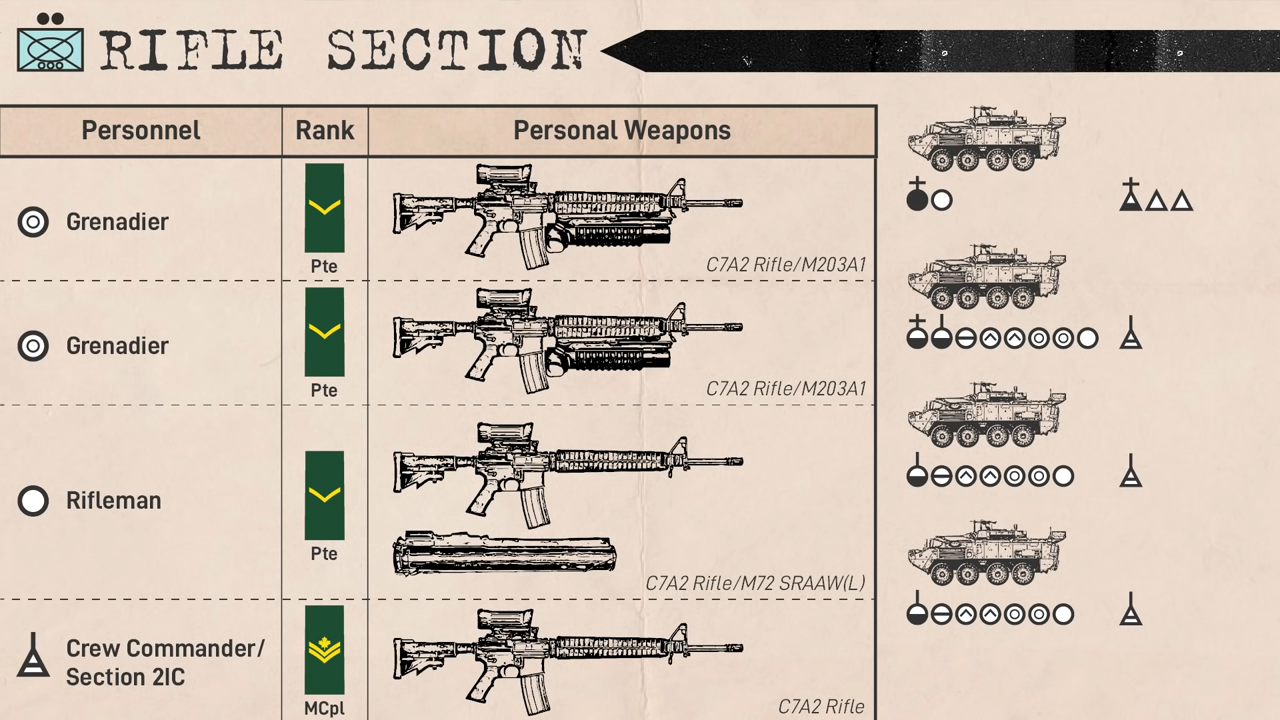 RIFLE SECTION
Personnel Rank Personal Weapons
Grenadier
Pte
C7A2 Rifle/M203A1
Grenadier
Pte
C7A2 Rifle/M203A1
Rifleman
Pte
C7A2 Rifle/M72 SRAAW(L)
Crew Commander/
Section 2IC
MCpl
C7A2 Rifle